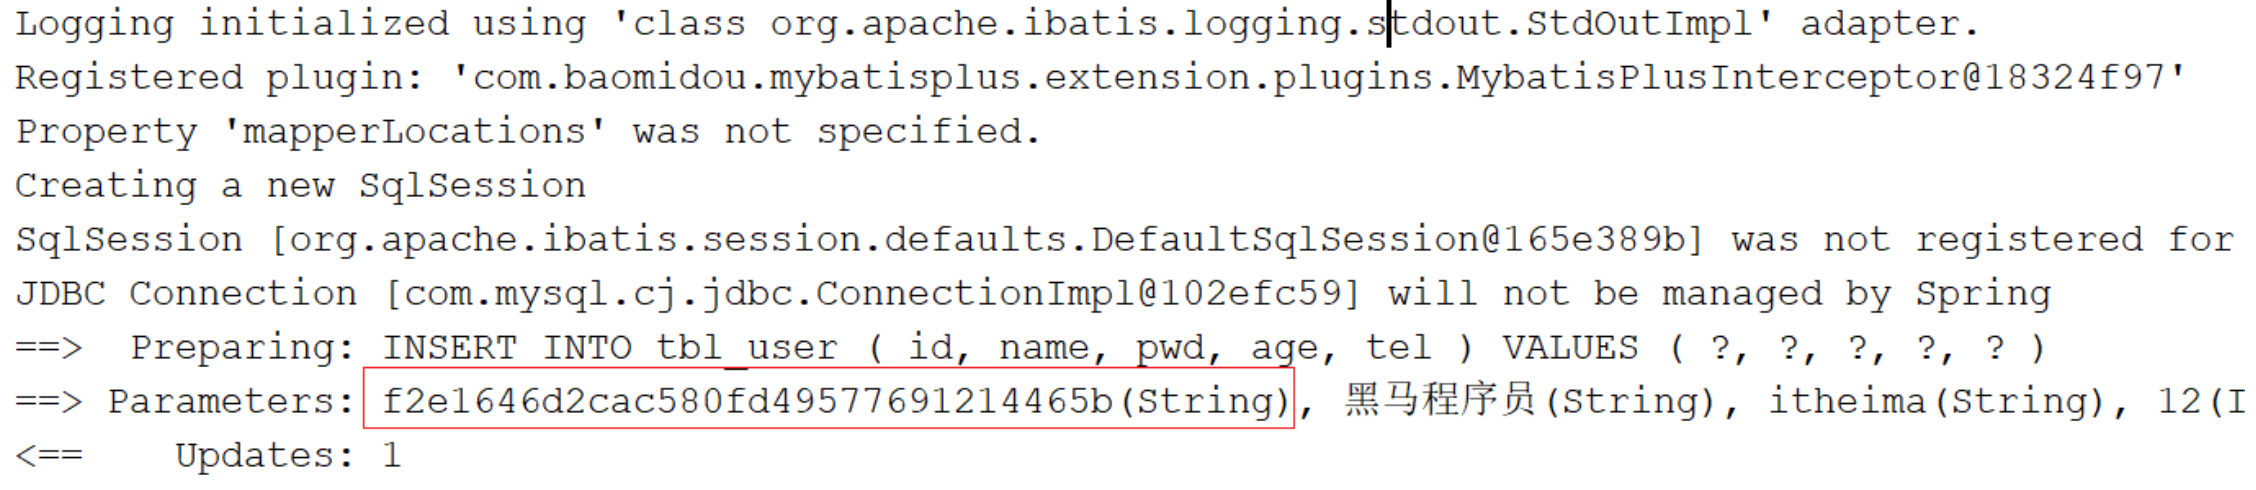 Logging initialized using 'class org.apache.ibatis.logging.stdout.StdOutImpl' adapter.
Registered plugin: 'com.baomidou.mybatisplus.extension.plugins.MybatisPlusInterceptor@18324f97'
Property 'mapperLocations' was not specified.
Creating a new SqlSession
SqlSession [org.apache.ibatis.session.defaults.DefaultSqlSession@165e389b] was not registered for
JDBC Connection [com.mysql.cj.jdbc.ConnectionImpl@102efc59] will not be managed by Spring
==>  Preparing: INSERT INTO tbl_user ( id, name, pwd, age, tel ) VALUES ( ?, ?, ?, ?, ? )
==> Parameters: f2e1646d2cac580fd49577691214465b(String), 黑马程序员(String), itheima(String), 12(I
<==    Updates: 1